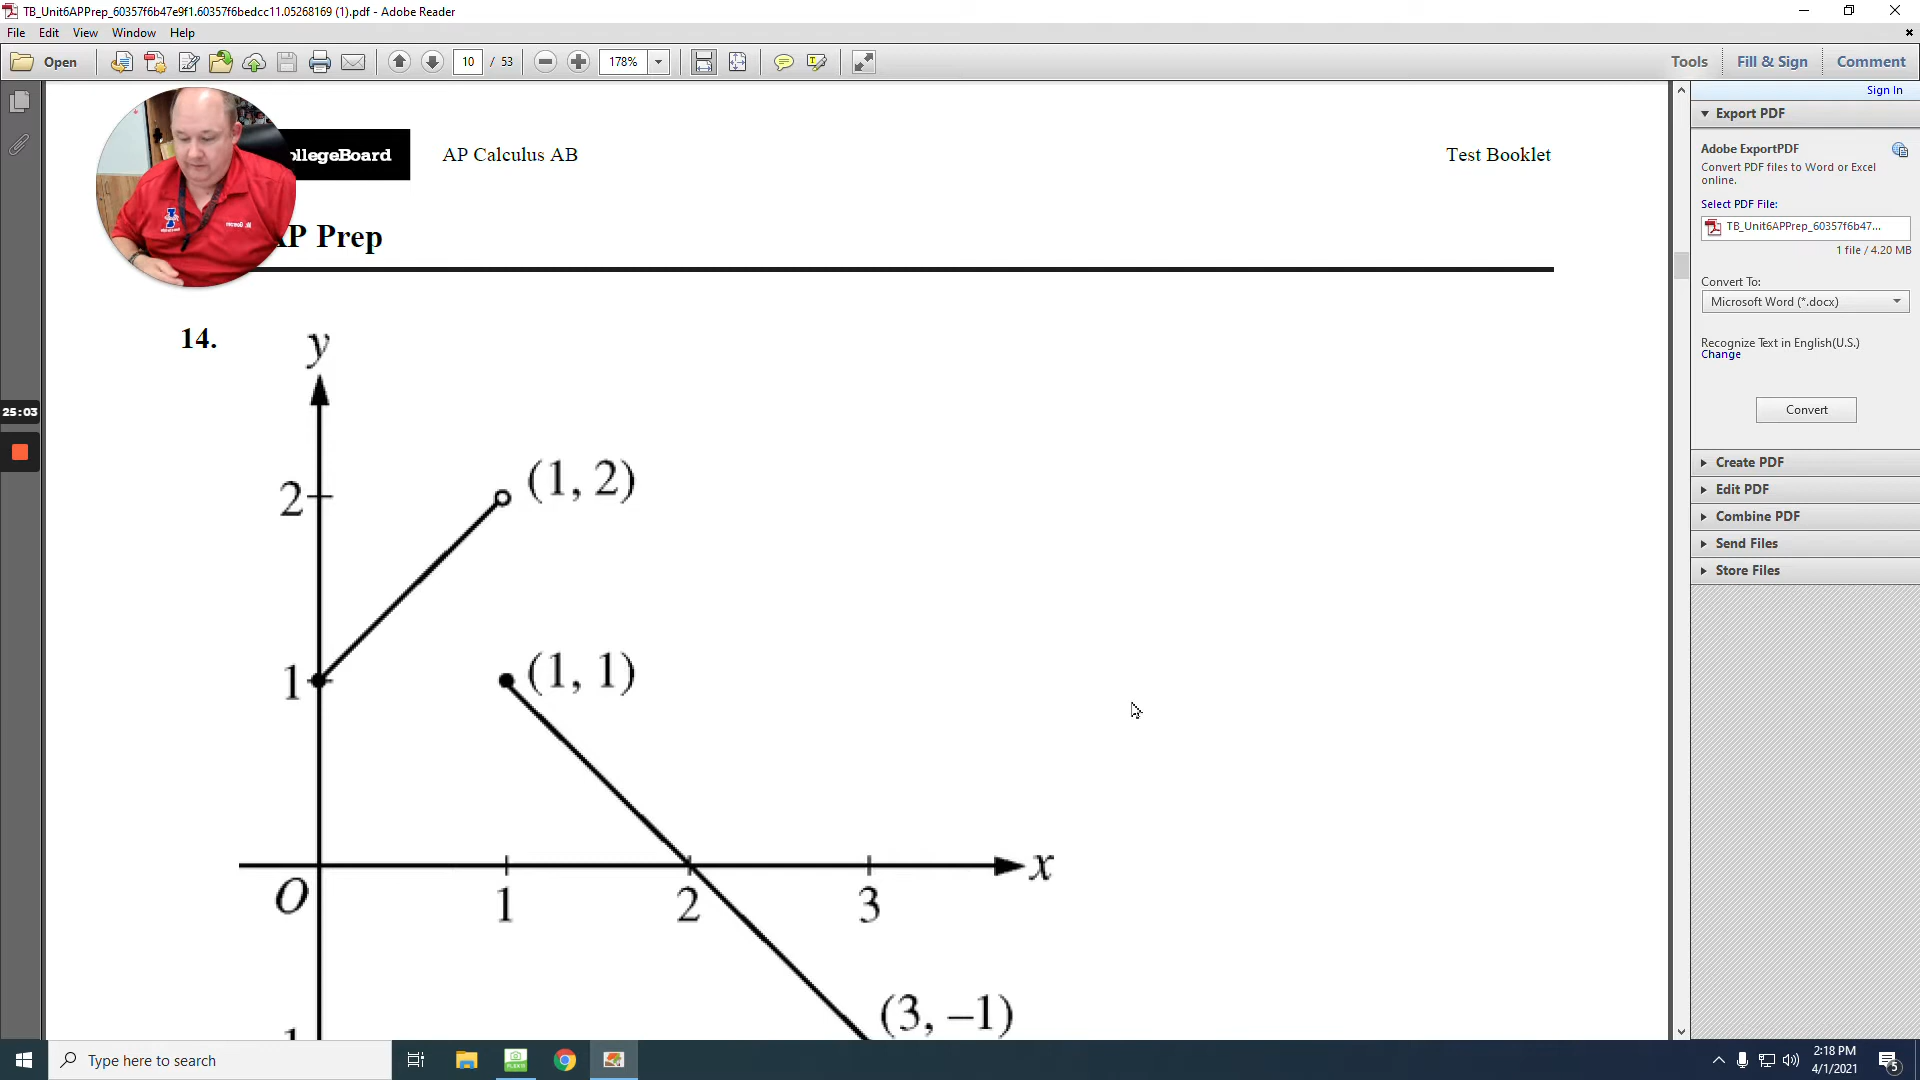 TB_Unit6APPrep_60357f6b47e9f1.60357f6bedcc11.05268169 (1).pdf - Adobe Reader
File Edit View Window Help
Open 10 / 53 178% Tools Fill & Sign Comment
Sign In
Export PDF
Adobe ExportPDF
Convert PDF files to Word or Excel
online.
Select PDF File:
TB_Unit6APPrep_60357f6b47...
1 file / 4.20 MB
Convert To:
Microsoft Word (*.docx)
Recognize Text in English(U.S.)
Change
Convert
Create PDF
Edit PDF
Combine PDF
Send Files
Store Files
ollegeBoard AP Calculus AB Test Booklet
AP Prep
14.
y
2
(1, 2)
1
(1, 1)
x
O 1 2 3
(3, –1)
25:03
Type here to search
2:18 PM
4/1/2021
5